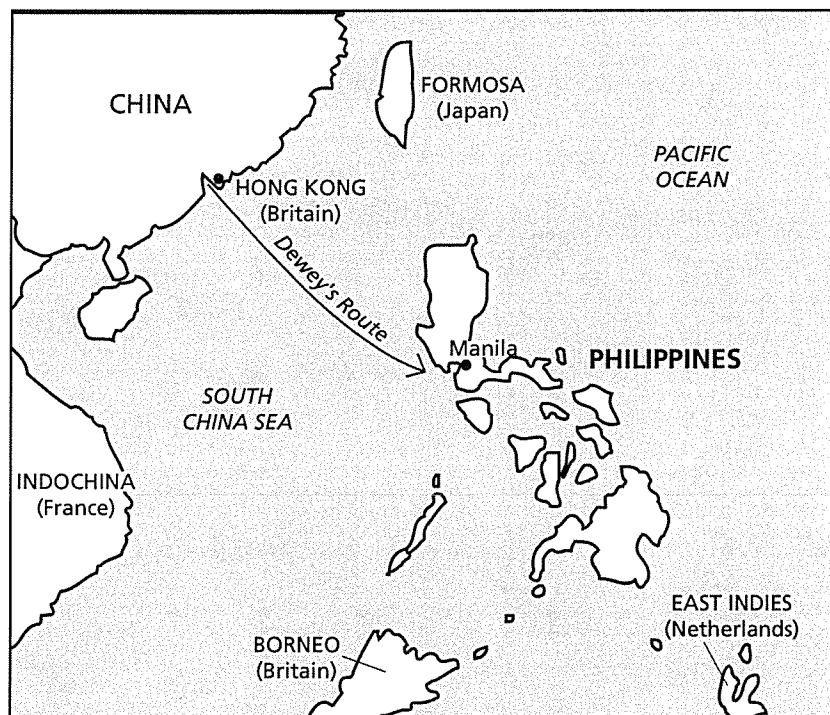 FORMOSA
(Japan)
CHINA
PACIFIC
OCEAN
HONG KONG
(Britain)
Dewey's Route
Manila
PHILIPPINES
SOUTH
CHINA SEA
INDOCHINA
(France)
EAST INDIES
(Netherlands)
BORNEO
(Britain)